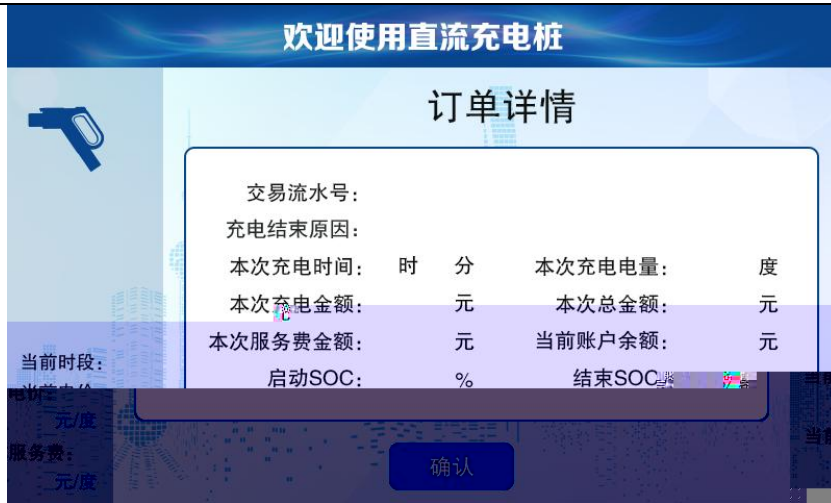 欢迎使用直流充电桩
订单详情
交易流水号:
充电结束原因:
本次充电时间: 时 分 本次充电电量: 度
本次充电金额: 元 本次总金额: 元
本次服务费金额: 元 当前账户余额: 元
启动SOC: % 结束SOC
当前时段:
元/度
服务费:
元/度
确认